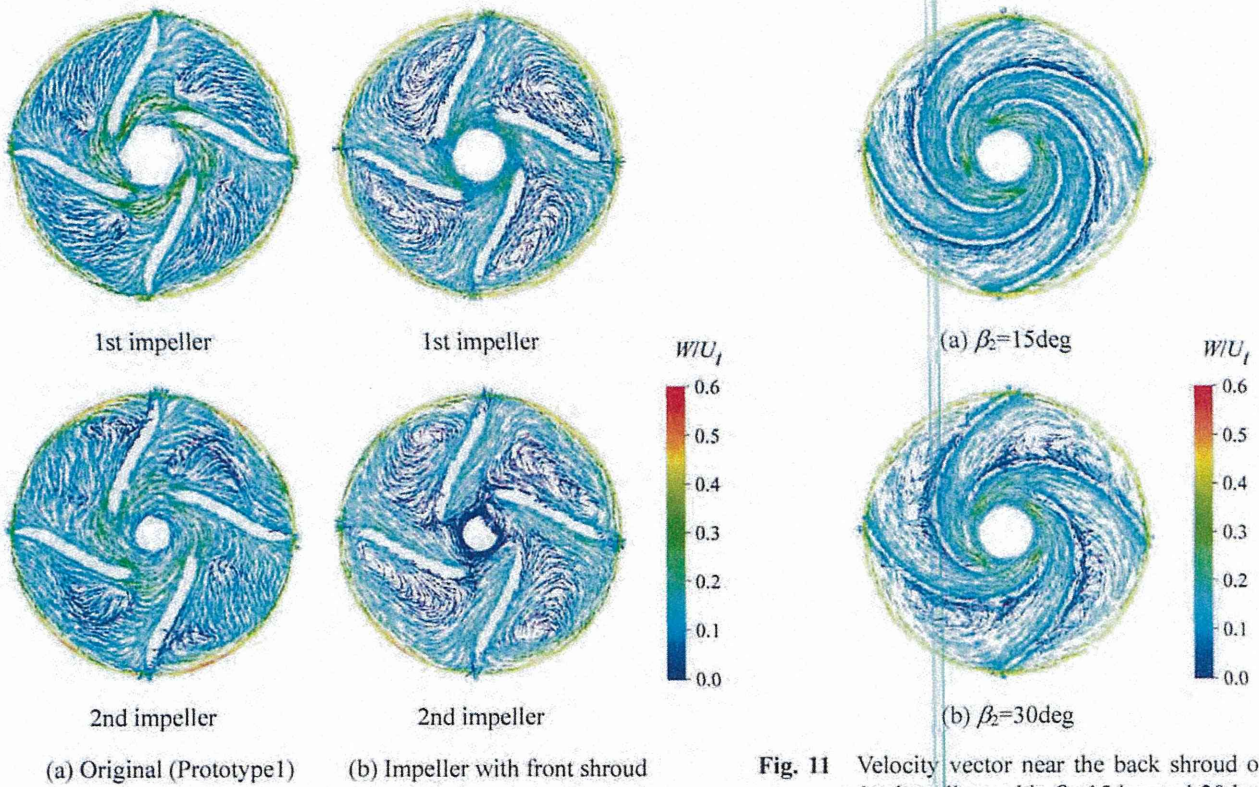 1st impeller
1st impeller
2nd impeller
2nd impeller
(a) Original (Prototype1)
(b) Impeller with front shroud
W/U_t
0.6
0.5
0.4
0.3
0.2
0.1
0.0
(a) β₂=15deg
(b) β₂=30deg
W/U_t
0.6
0.5
0.4
0.3
0.2
0.1
0.0
Fig. 11 Velocity vector near the back shroud